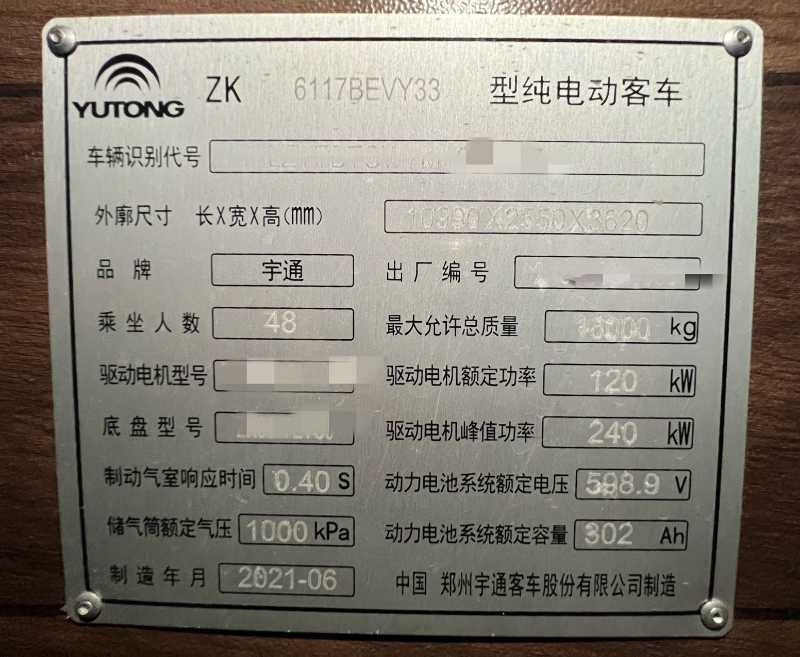 YUTONG ZK 6117BEVY33 型纯电动客车
车辆识别代号
外廓尺寸 长X宽X高(mm) 10990X2550X3620
品牌 宇通 出厂编号
乘坐人数 48 最大允许总质量 18000 kg
驱动电机型号 驱动电机额定功率 120 kW
底盘型号 驱动电机峰值功率 240 kW
制动气室响应时间 0.40 S 动力电池系统额定电压 598.9 V
储气筒额定气压 1000 kPa 动力电池系统额定容量 302 Ah
制造年月 2021-06 中国 郑州宇通客车股份有限公司制造